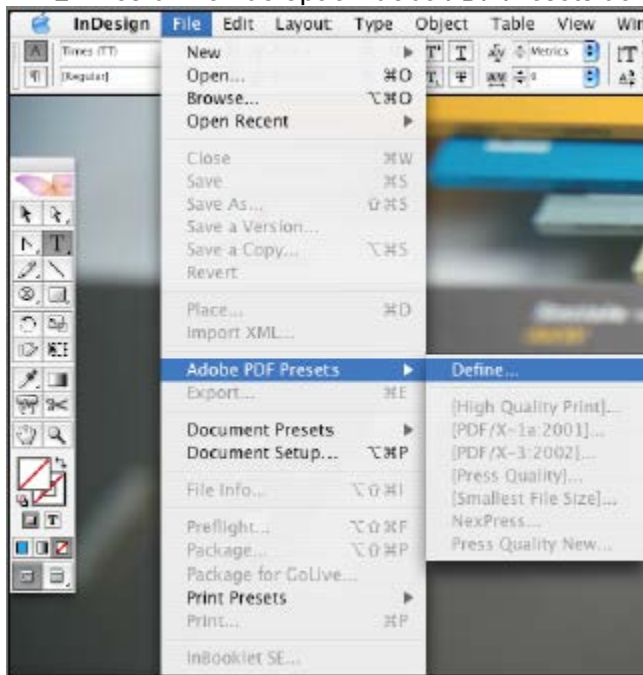 InDesign File Edit Layout Type Object Table View Win
A Times (TT)
¶ [Regular]
T T Metrics
T, T 0
New
Open... ⌘O
Browse... ⌥⌘O
Open Recent
Close ⌘W
Save ⌘S
Save As... ⇧⌘S
Save a Version...
Save a Copy... ⌥⌘S
Revert
Place... ⌘D
Import XML...
Adobe PDF Presets
Export... ⌘E
Document Presets
Document Setup... ⌥⌘P
File Info... ⌥⇧⌘I
Preflight... ⌥⇧⌘F
Package... ⌥⇧⌘P
Package for GoLive...
Print Presets
Print... ⌘P
InBooklet SE...
Define...
[High Quality Print]...
[PDF/X-1a:2001]...
[PDF/X-3:2002]...
[Press Quality]...
[Smallest File Size]...
NexPress...
Press Quality New...